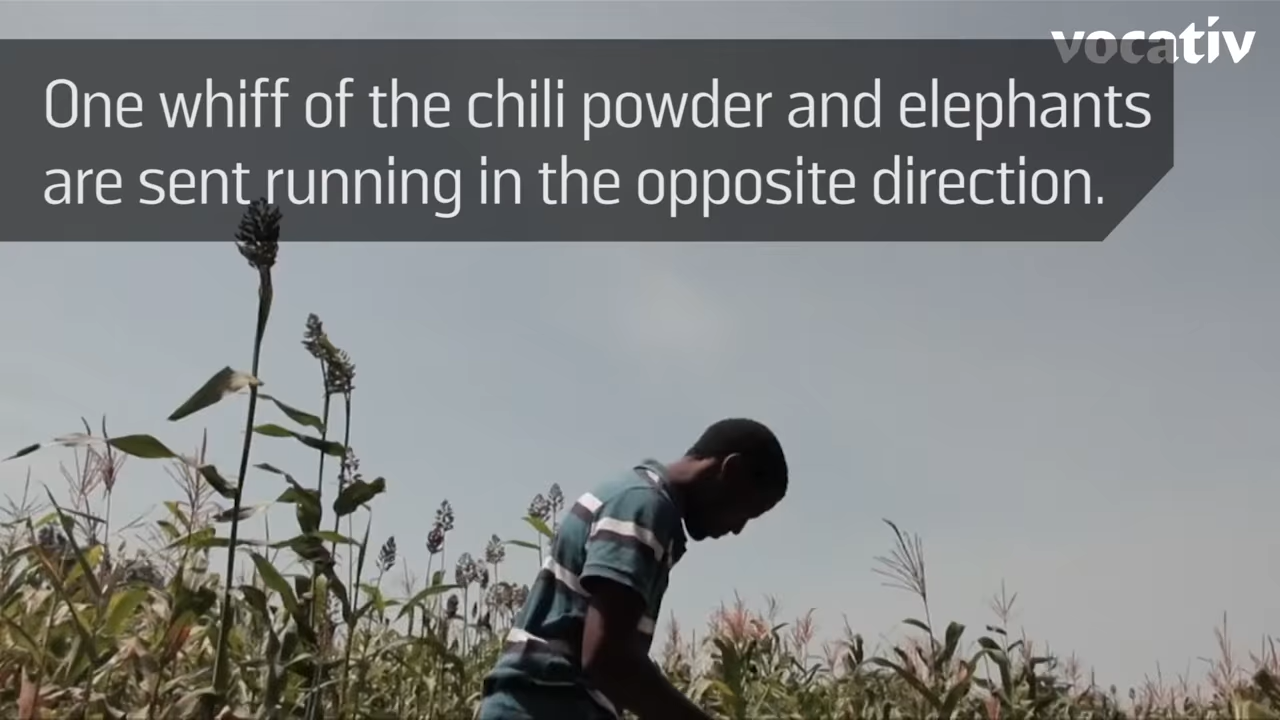 vocativ
One whiff of the chili powder and elephants
are sent running in the opposite direction.